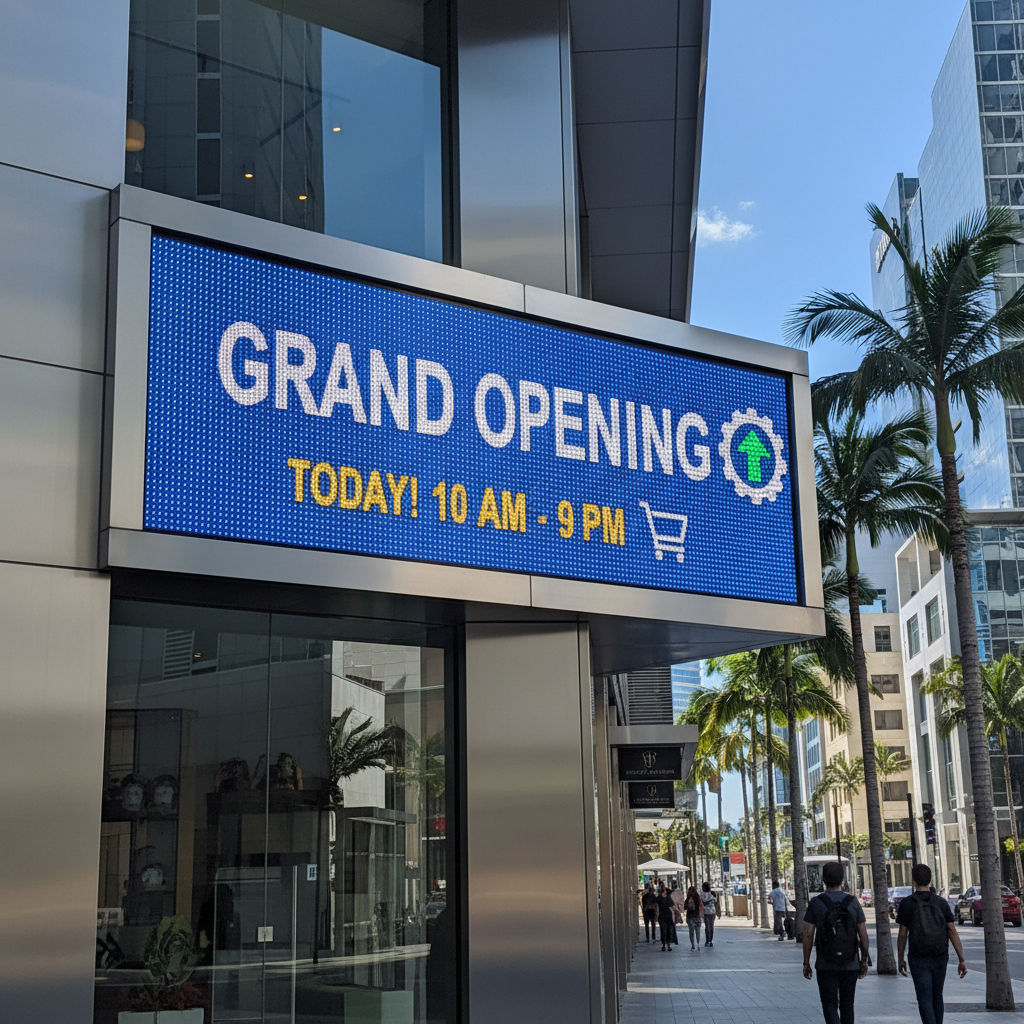 GRAND OPENING
TODAY! 10 AM - 9 PM